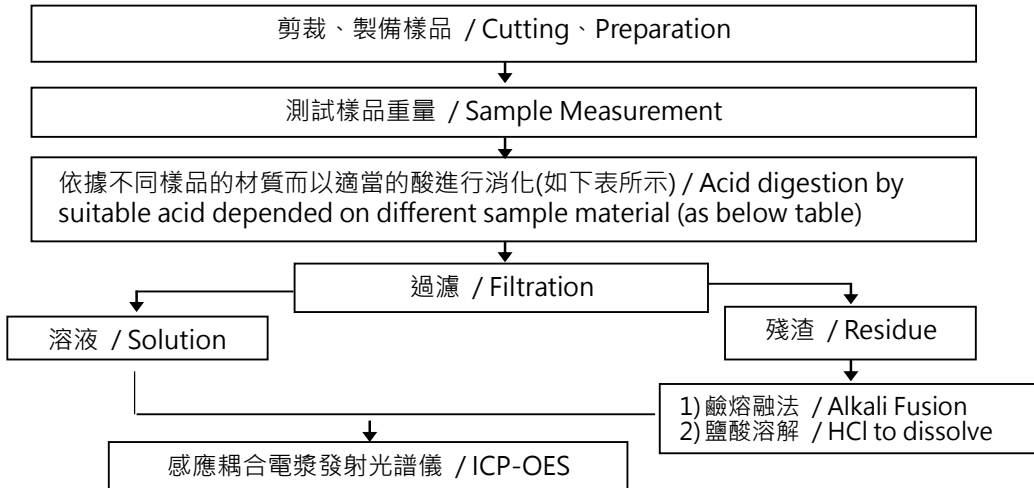 剪裁、製備樣品 / Cutting、Preparation
測試樣品重量 / Sample Measurement
依據不同樣品的材質而以適當的酸進行消化(如下表所示) / Acid digestion by
suitable acid depended on different sample material (as below table)
過濾 / Filtration
溶液 / Solution
殘渣 / Residue
1) 鹼熔融法 / Alkali Fusion
2) 鹽酸溶解 / HCl to dissolve
感應耦合電漿發射光譜儀 / ICP-OES